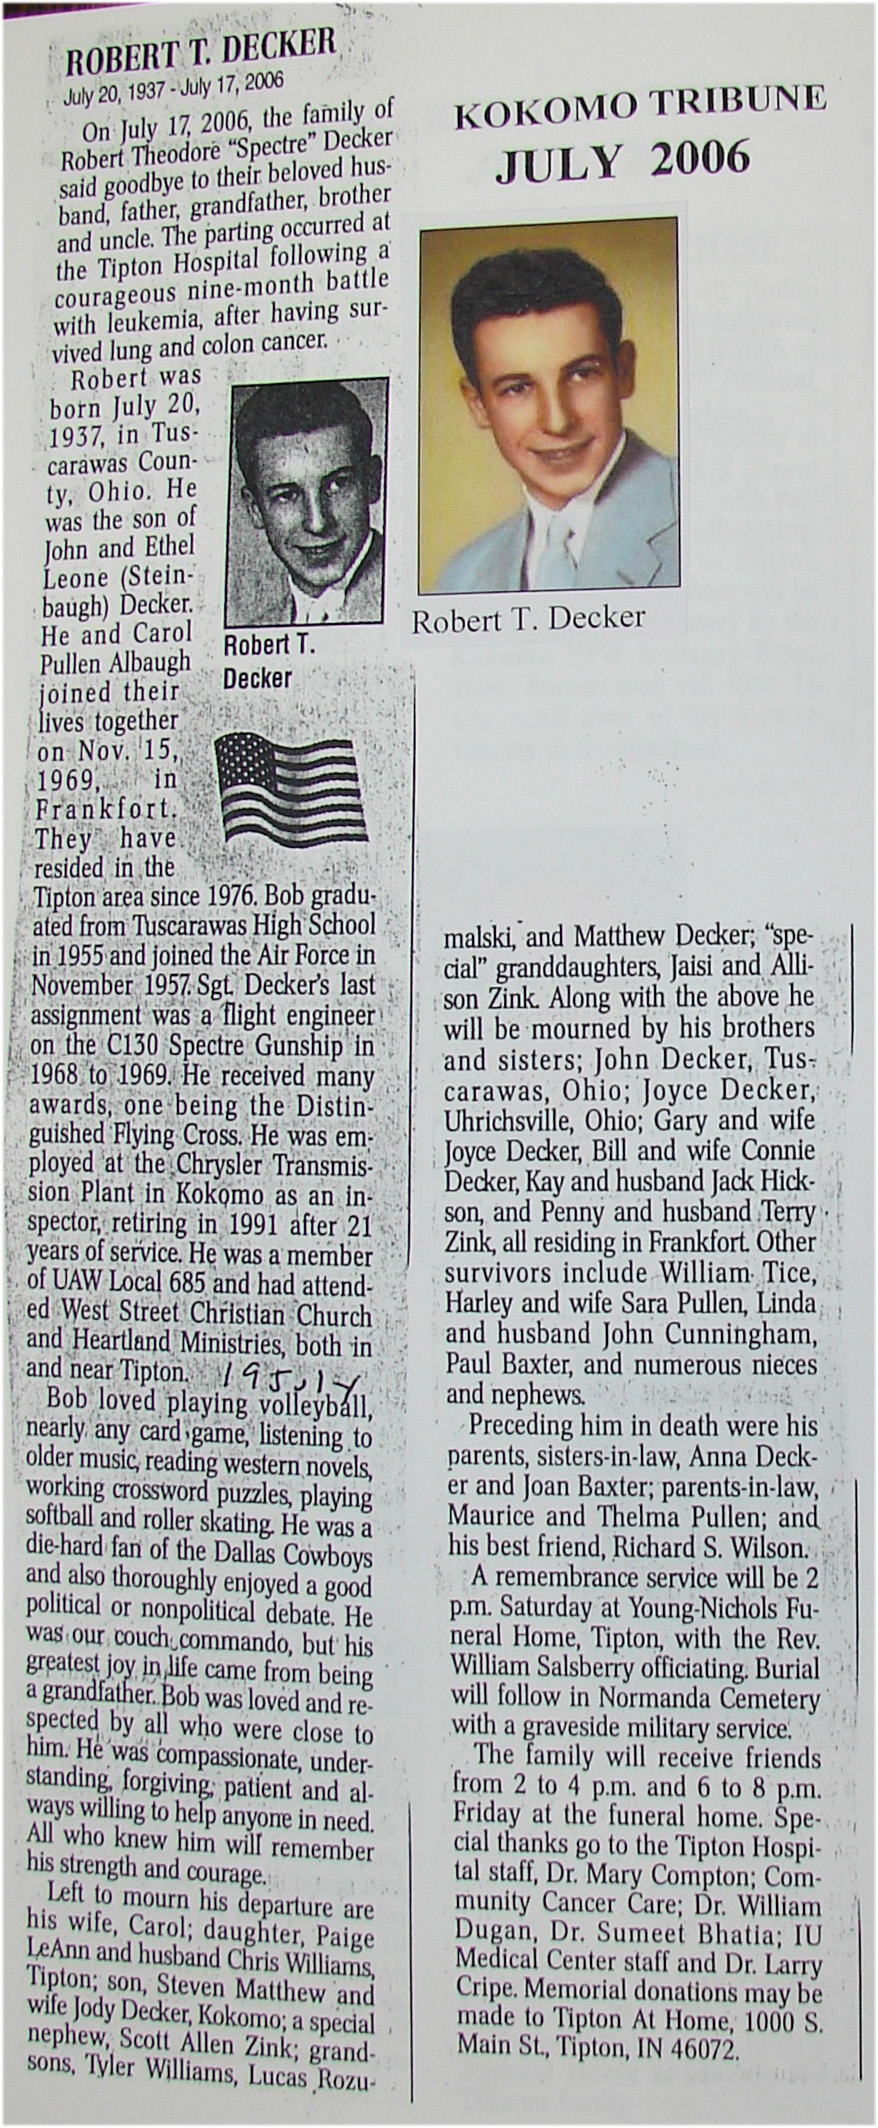 ROBERT T. DECKER
July 20, 1937 - July 17, 2006
On July 17, 2006, the family of
Robert Theodore “Spectre” Decker
said goodbye to their beloved hus-
band, father, grandfather, brother
and uncle. The parting occurred at
the Tipton Hospital following a
courageous nine-month battle
with leukemia, after having sur-
vived lung and colon cancer.
Robert was
born July 20,
1937, in Tus-
carawas Coun-
ty, Ohio. He
was the son of
John and Ethel
Leone (Stein-
baugh) Decker.
He and Carol
Pullen Albaugh
joined their
lives together
on Nov. 15,
1969, in
Frankfort.
They have
resided in the
Tipton area since 1976. Bob gradu-
ated from Tuscarawas High School
in 1955 and joined the Air Force in
November 1957. Sgt. Decker's last
assignment was a flight engineer
on the C130 Spectre Gunship in
1968 to 1969. He received many
awards, one being the Distin-
guished Flying Cross. He was em-
ployed at the Chrysler Transmis-
sion Plant in Kokomo as an in-
spector, retiring in 1991 after 21
years of service. He was a member
of UAW Local 685 and had attend-
ed West Street Christian Church
and Heartland Ministries, both in
and near Tipton.
Bob loved playing volleyball,
nearly any card game, listening to
older music, reading western novels,
working crossword puzzles, playing
softball and roller skating. He was a
die-hard fan of the Dallas Cowboys
and also thoroughly enjoyed a good
political or nonpolitical debate. He
was our couch commando, but his
greatest joy in life came from being
a grandfather. Bob was loved and re-
spected by all who were close to
him. He was compassionate, under-
standing, forgiving, patient and al-
ways willing to help anyone in need.
All who knew him will remember
his strength and courage.
Left to mourn his departure are
his wife, Carol; daughter, Paige
LeAnn and husband Chris Williams,
Tipton; son, Steven Matthew and
wife Jody Decker, Kokomo; a special
nephew, Scott Allen Zink; grand-
sons, Tyler Williams, Lucas Rozu-
Robert T.
Decker
KOKOMO TRIBUNE
JULY 2006
Robert T. Decker
malski, and Matthew Decker; “spe-
cial” granddaughters, Jaisi and Alli-
son Zink. Along with the above he
will be mourned by his brothers
and sisters; John Decker, Tus-
carawas, Ohio; Joyce Decker,
Uhrichsville, Ohio; Gary and wife
Joyce Decker, Bill and wife Connie
Decker, Kay and husband Jack Hick-
son, and Penny and husband Terry
Zink, all residing in Frankfort. Other
survivors include William Tice,
Harley and wife Sara Pullen, Linda
and husband John Cunningham,
Paul Baxter, and numerous nieces
and nephews.
Preceding him in death were his
parents, sisters-in-law, Anna Deck-
er and Joan Baxter; parents-in-law,
Maurice and Thelma Pullen; and
his best friend, Richard S. Wilson.
A remembrance service will be 2
p.m. Saturday at Young-Nichols Fu-
neral Home, Tipton, with the Rev.
William Salsberry officiating. Burial
will follow in Normanda Cemetery
with a graveside military service.
The family will receive friends
from 2 to 4 p.m. and 6 to 8 p.m.
Friday at the funeral home. Spe-
cial thanks go to the Tipton Hospi-
tal staff, Dr. Mary Compton; Com-
munity Cancer Care; Dr. William
Dugan, Dr. Sumeet Bhatia; IU
Medical Center staff and Dr. Larry
Cripe. Memorial donations may be
made to Tipton At Home, 1000 S.
Main St., Tipton, IN 46072.